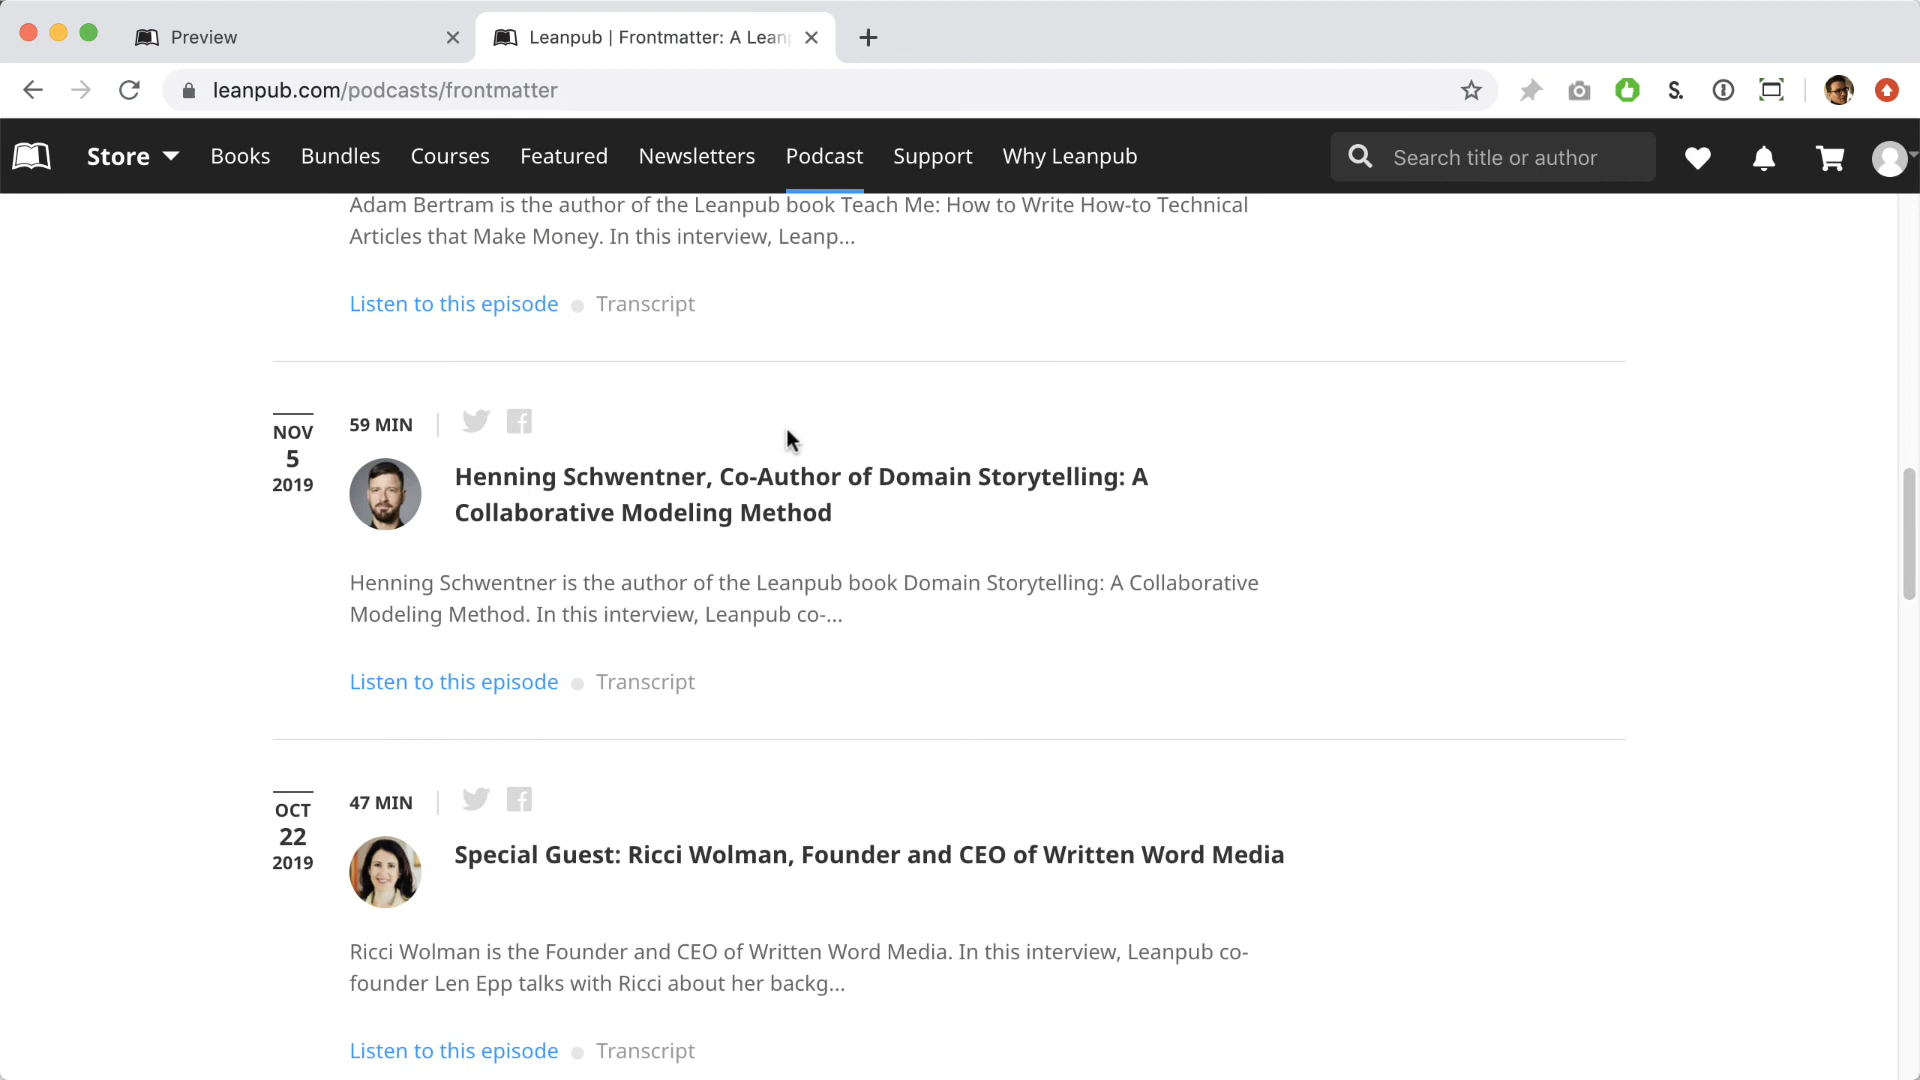 Preview
Leanpub | Frontmatter: A Lean
leanpub.com/podcasts/frontmatter
S.
Store Books Bundles Courses Featured Newsletters Podcast Support Why Leanpub Search title or author
Adam Bertram is the author of the Leanpub book Teach Me: How to Write How-to Technical
Articles that Make Money. In this interview, Leanp...
Listen to this episode Transcript
NOV
5
2019
59 MIN
Henning Schwentner, Co-Author of Domain Storytelling: A
Collaborative Modeling Method
Henning Schwentner is the author of the Leanpub book Domain Storytelling: A Collaborative
Modeling Method. In this interview, Leanpub co-...
Listen to this episode Transcript
OCT
22
2019
47 MIN
Special Guest: Ricci Wolman, Founder and CEO of Written Word Media
Ricci Wolman is the Founder and CEO of Written Word Media. In this interview, Leanpub co-
founder Len Epp talks with Ricci about her backg...
Listen to this episode Transcript